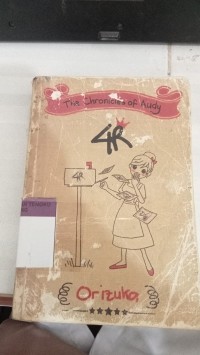 The Chronicles of Audy
4R
4R
Orizuka